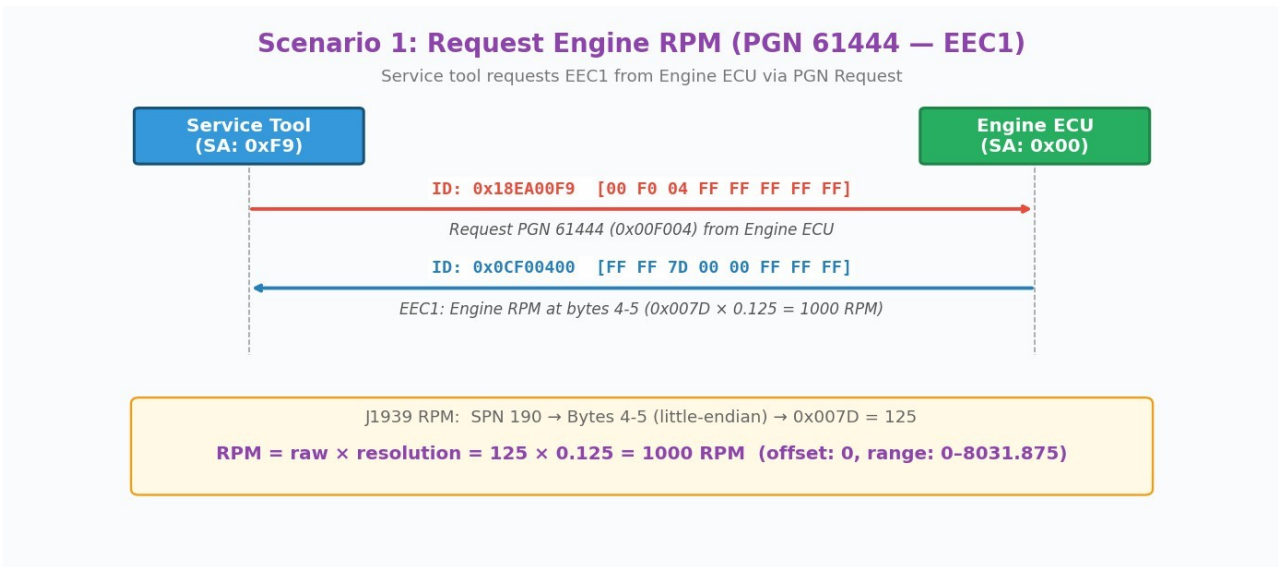 Scenario 1: Request Engine RPM (PGN 61444 — EEC1)
Service tool requests EEC1 from Engine ECU via PGN Request
Service Tool
(SA: 0xF9)
Engine ECU
(SA: 0x00)
ID: 0x18EA00F9  [00 F0 04 FF FF FF FF FF]
Request PGN 61444 (0x00F004) from Engine ECU
ID: 0x0CF00400  [FF FF 7D 00 00 FF FF FF]
EEC1: Engine RPM at bytes 4-5 (0x007D × 0.125 = 1000 RPM)
J1939 RPM:  SPN 190 → Bytes 4-5 (little-endian) → 0x007D = 125
RPM = raw × resolution = 125 × 0.125 = 1000 RPM  (offset: 0, range: 0–8031.875)